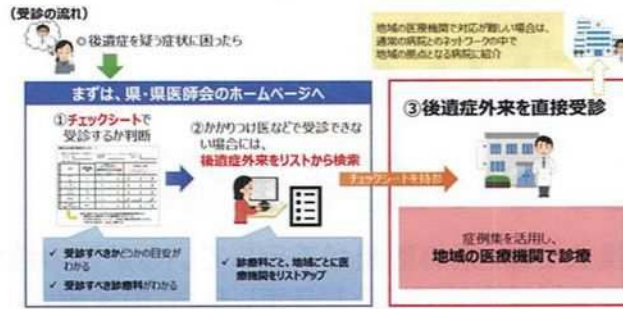 (受診の流れ)
◎後遺症を疑う症状に困ったら
まずは、県・県医師会のホームページへ
①チェックシートで
受診するか判断
✓ 受診すべきかどうかの目安が
わかる
✓ 受診すべき診療科がわかる
②かかりつけ医などで受診できな
い場合には、
後遺症外来をリストから検索
✓ 診療科ごと、地域ごとに医
療機関をリストアップ
チェックシートを持参
地域の医療機関で対応が難しい場合は、
通常の病院とのネットワークの中で
地域の拠点となる病院に紹介
③後遺症外来を直接受診
症例集を活用し、
地域の医療機関で診療